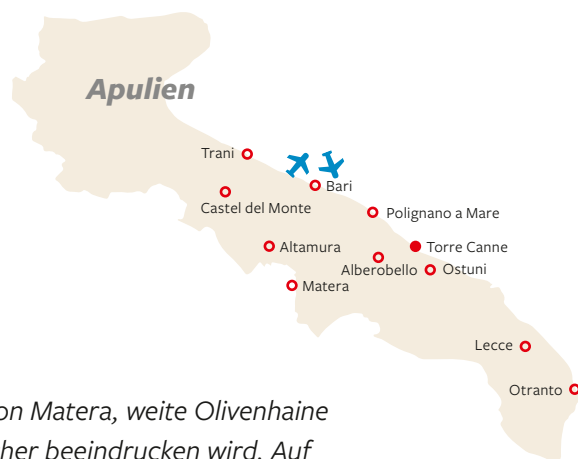 Apulien
Trani
Bari
Castel del Monte
Polignano a Mare
Altamura
Torre Canne
Alberobello
Ostuni
Matera
Lecce
Otranto
on Matera, weite Olivenhaine
her beeindrucken wird. Auf